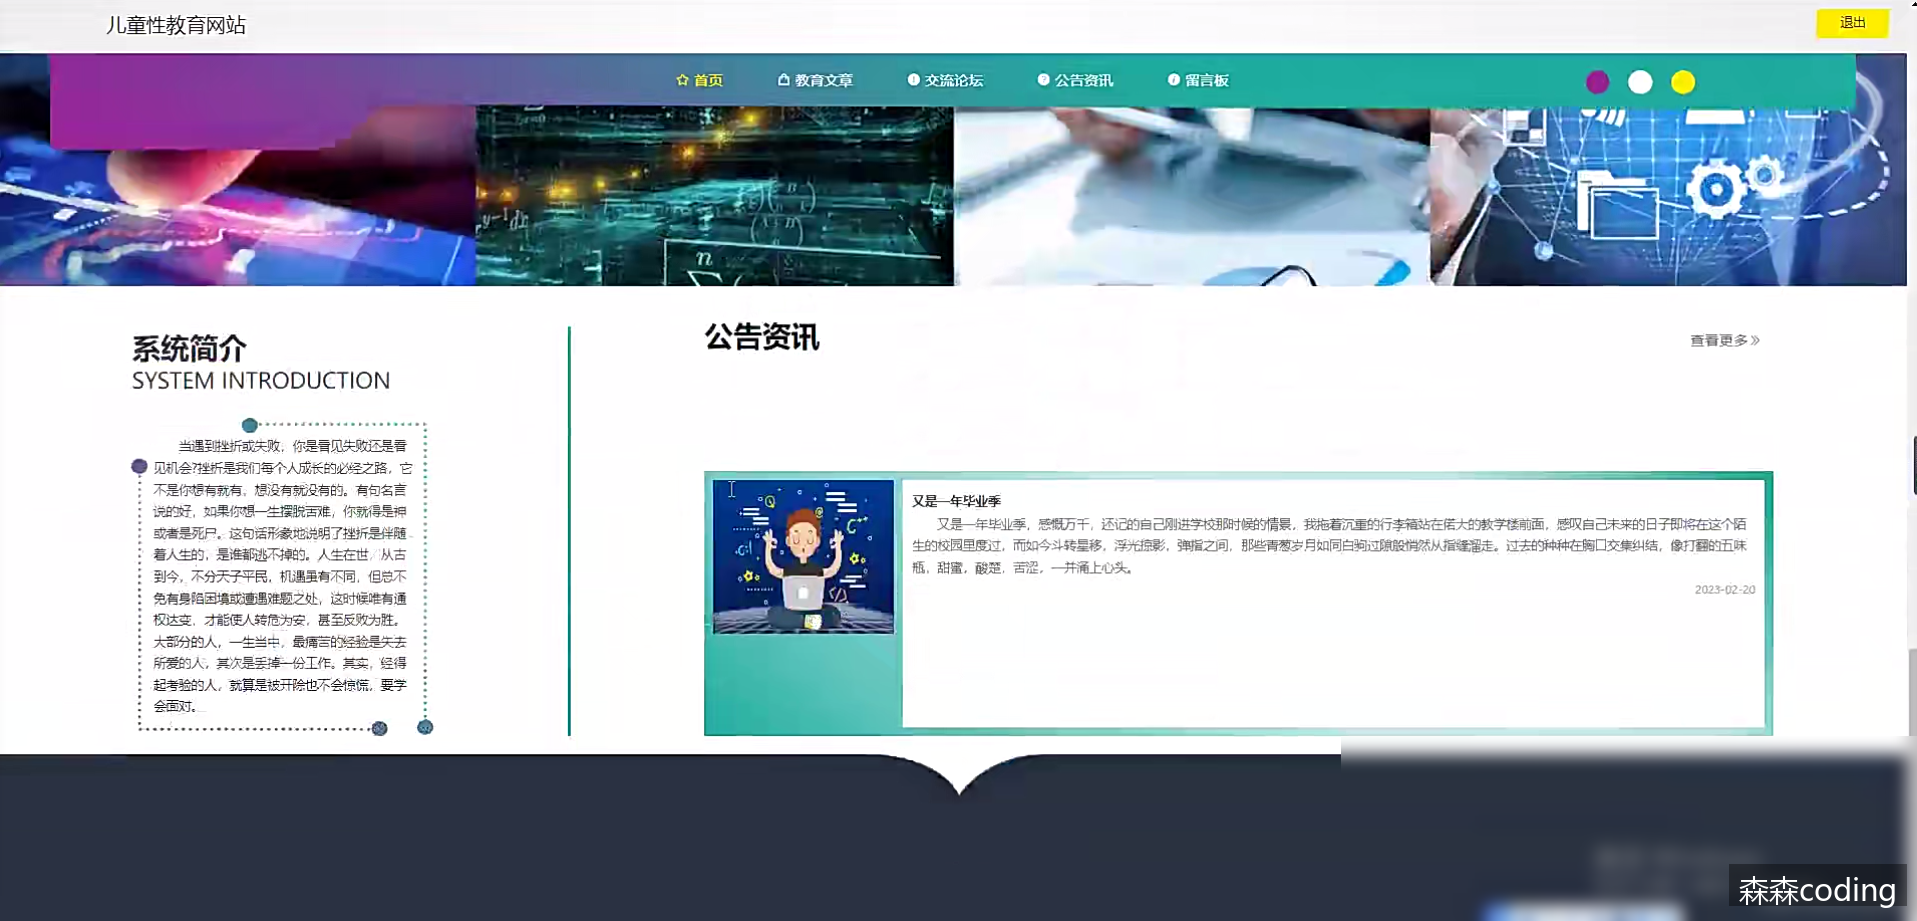 儿童性教育网站
退出
首页
教育文章
交流论坛
公告资讯
留言板
系统简介
SYSTEM INTRODUCTION
当遇到挫折或失败，你是看见失败还是看
见机会?挫折是我们每个人成长的必经之路，它
不是你想有就有，想没有就没有的。有句名言
说的好，如果你想一生摆脱苦难，你就得是神
或者是死尸。这句话形象地说明了挫折是伴随
着人生的，是谁都逃不掉的。人生在世，从古
到今，不分天子平民，机遇虽有不同，但总不
免有身陷困境或遭遇难题之处，这时候唯有通
权达变，才能使人转危为安，甚至反败为胜。
大部分的人，一生当中，最痛苦的经验是失去
所爱的人，其次是丢掉一份工作。其实，经得
起考验的人，就算是被开除也不会惊慌，要学
会面对。
公告资讯
查看更多»
又是一年毕业季
又是一年毕业季，感慨万千，还记的自己刚进学校那时候的情景，我拖着沉重的行李箱站在偌大的教学楼前面，感叹自己未来的日子即将在这个陌
生的校园里度过，而如今斗转星移，浮光掠影，弹指之间，那些青葱岁月如同白驹过隙般悄然从指缝溜走。过去的种种在胸口交集纠结，像打翻的五味
瓶，甜蜜，酸楚，苦涩，一并涌上心头。
2023-02-20
森森coding